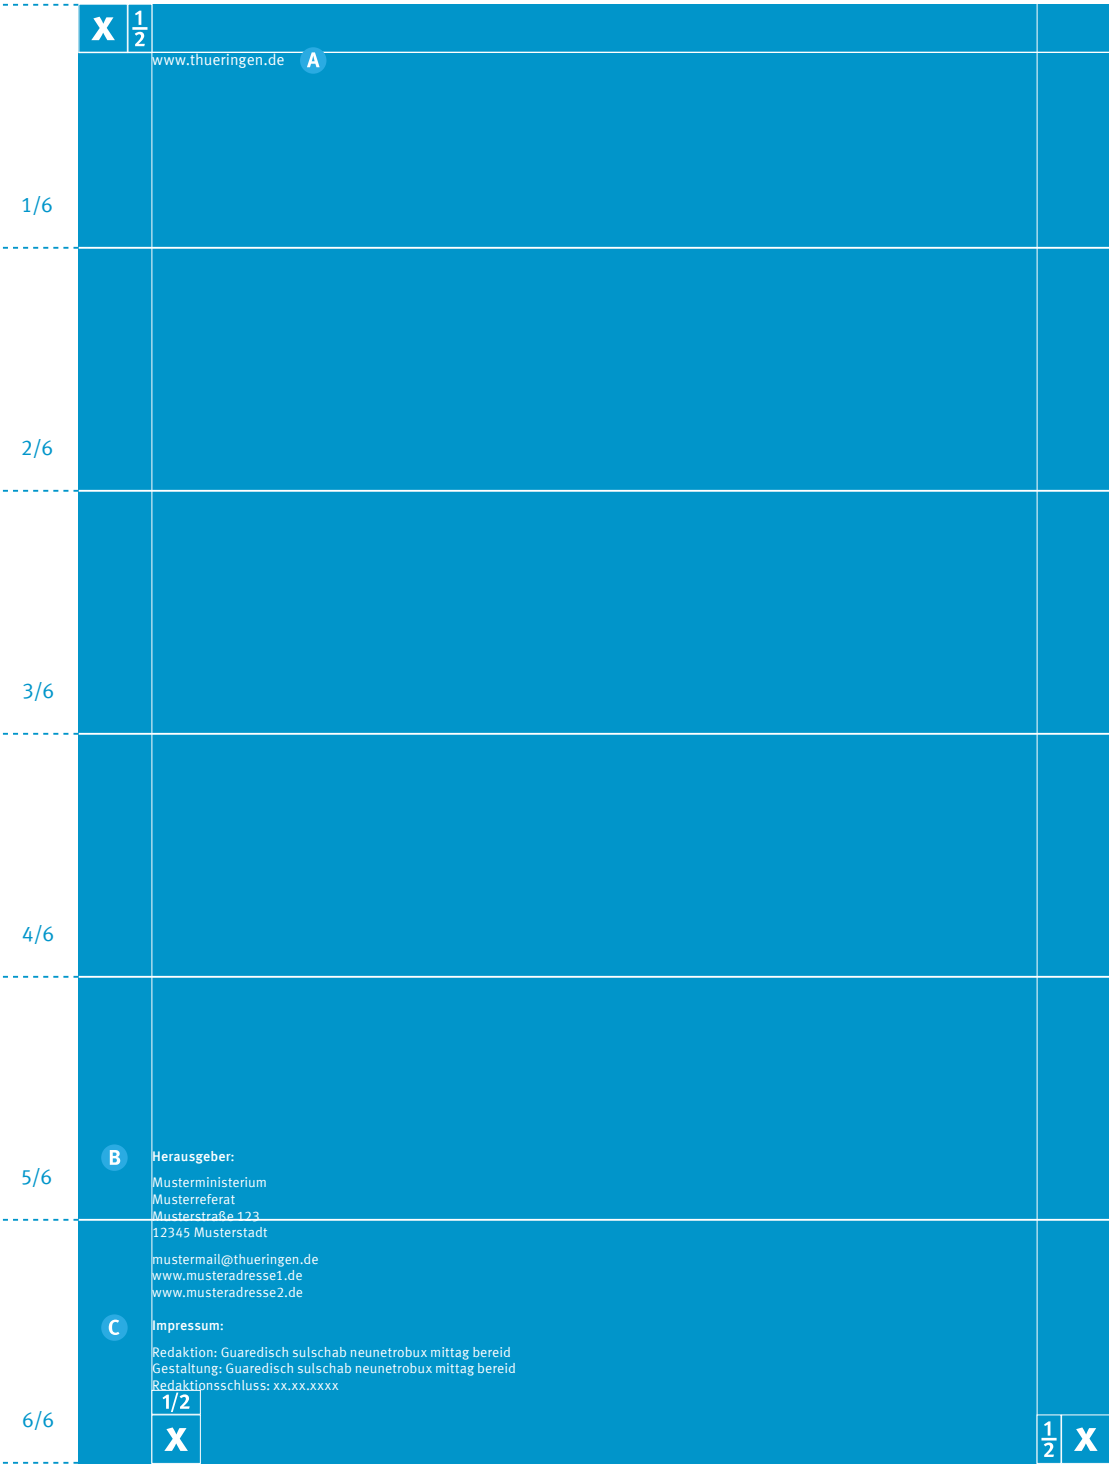 X 1/2
www.thueringen.de A
1/6
2/6
3/6
4/6
B Herausgeber:
5/6
Musterministerium
Musterreferat
Musterstraße 123
12345 Musterstadt
mustermail@thueringen.de
www.musteradresse1.de
www.musteradresse2.de
C Impressum:
Redaktion: Guaredisch sulschab neunetrobux mittag bereid
Gestaltung: Guaredisch sulschab neunetrobux mittag bereid
Redaktionsschluss: xx.xx.xxxx
1/2
6/6
X
1/2 X